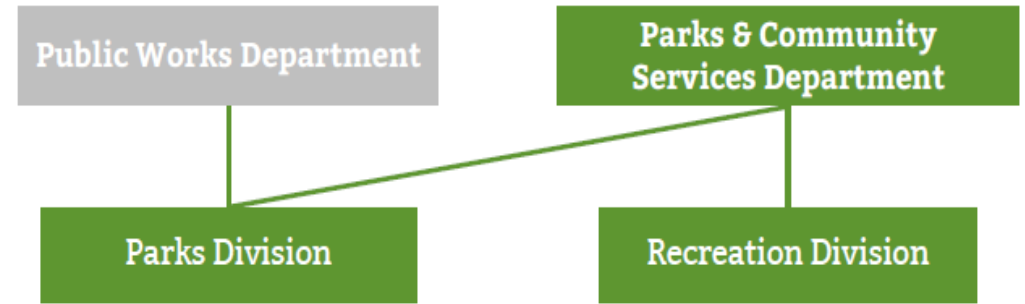 Public Works Department
Parks & Community
Services Department
Parks Division
Recreation Division